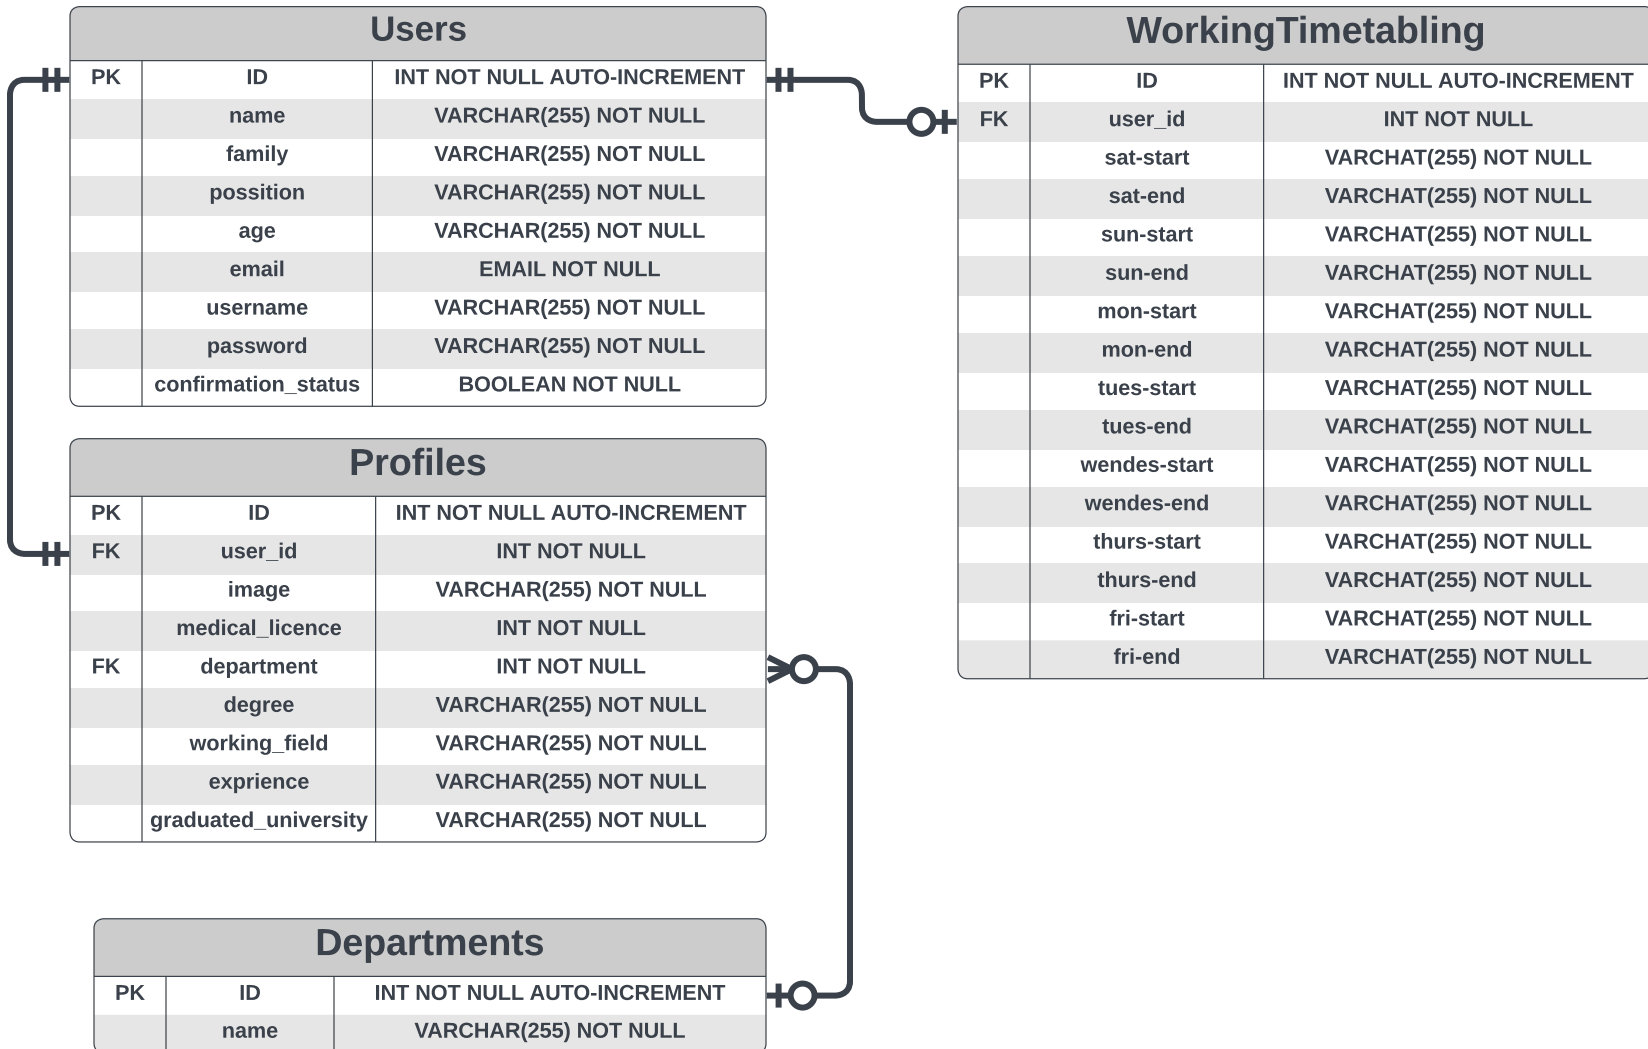 Users
PK ID INT NOT NULL AUTO-INCREMENT
name VARCHAR(255) NOT NULL
family VARCHAR(255) NOT NULL
possition VARCHAR(255) NOT NULL
age VARCHAR(255) NOT NULL
email EMAIL NOT NULL
username VARCHAR(255) NOT NULL
password VARCHAR(255) NOT NULL
confirmation_status BOOLEAN NOT NULL
WorkingTimetabling
PK ID INT NOT NULL AUTO-INCREMENT
FK user_id INT NOT NULL
sat-start VARCHAT(255) NOT NULL
sat-end VARCHAT(255) NOT NULL
sun-start VARCHAT(255) NOT NULL
sun-end VARCHAT(255) NOT NULL
mon-start VARCHAT(255) NOT NULL
mon-end VARCHAT(255) NOT NULL
tues-start VARCHAT(255) NOT NULL
tues-end VARCHAT(255) NOT NULL
wendes-start VARCHAT(255) NOT NULL
wendes-end VARCHAT(255) NOT NULL
thurs-start VARCHAT(255) NOT NULL
thurs-end VARCHAT(255) NOT NULL
fri-start VARCHAT(255) NOT NULL
fri-end VARCHAT(255) NOT NULL
Profiles
PK ID INT NOT NULL AUTO-INCREMENT
FK user_id INT NOT NULL
image VARCHAR(255) NOT NULL
medical_licence INT NOT NULL
FK department INT NOT NULL
degree VARCHAR(255) NOT NULL
working_field VARCHAR(255) NOT NULL
exprience VARCHAR(255) NOT NULL
graduated_university VARCHAR(255) NOT NULL
Departments
PK ID INT NOT NULL AUTO-INCREMENT
name VARCHAR(255) NOT NULL